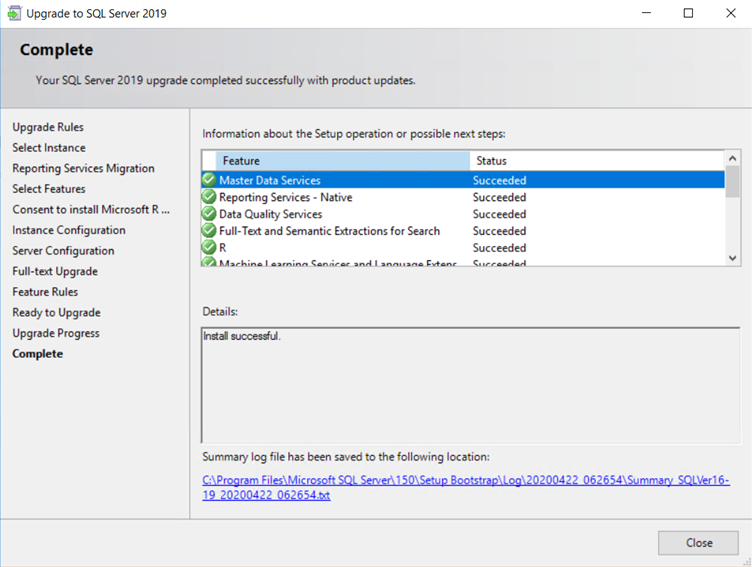 Upgrade to SQL Server 2019
Complete
Your SQL Server 2019 upgrade completed successfully with product updates.
Upgrade Rules
Select Instance
Reporting Services Migration
Select Features
Consent to install Microsoft R ...
Instance Configuration
Server Configuration
Full-text Upgrade
Feature Rules
Ready to Upgrade
Upgrade Progress
Complete
Information about the Setup operation or possible next steps:
Feature Status
Master Data Services Succeeded
Reporting Services - Native Succeeded
Data Quality Services Succeeded
Full-Text and Semantic Extractions for Search Succeeded
R Succeeded
Machine Learning Services and Language Extens Succeeded
Details:
Install successful.
Summary log file has been saved to the following location:
C:\Program Files\Microsoft SQL Server\150\Setup Bootstrap\Log\20200422_062654\Summary_SQLVer16-
19_20200422_062654.txt
Close